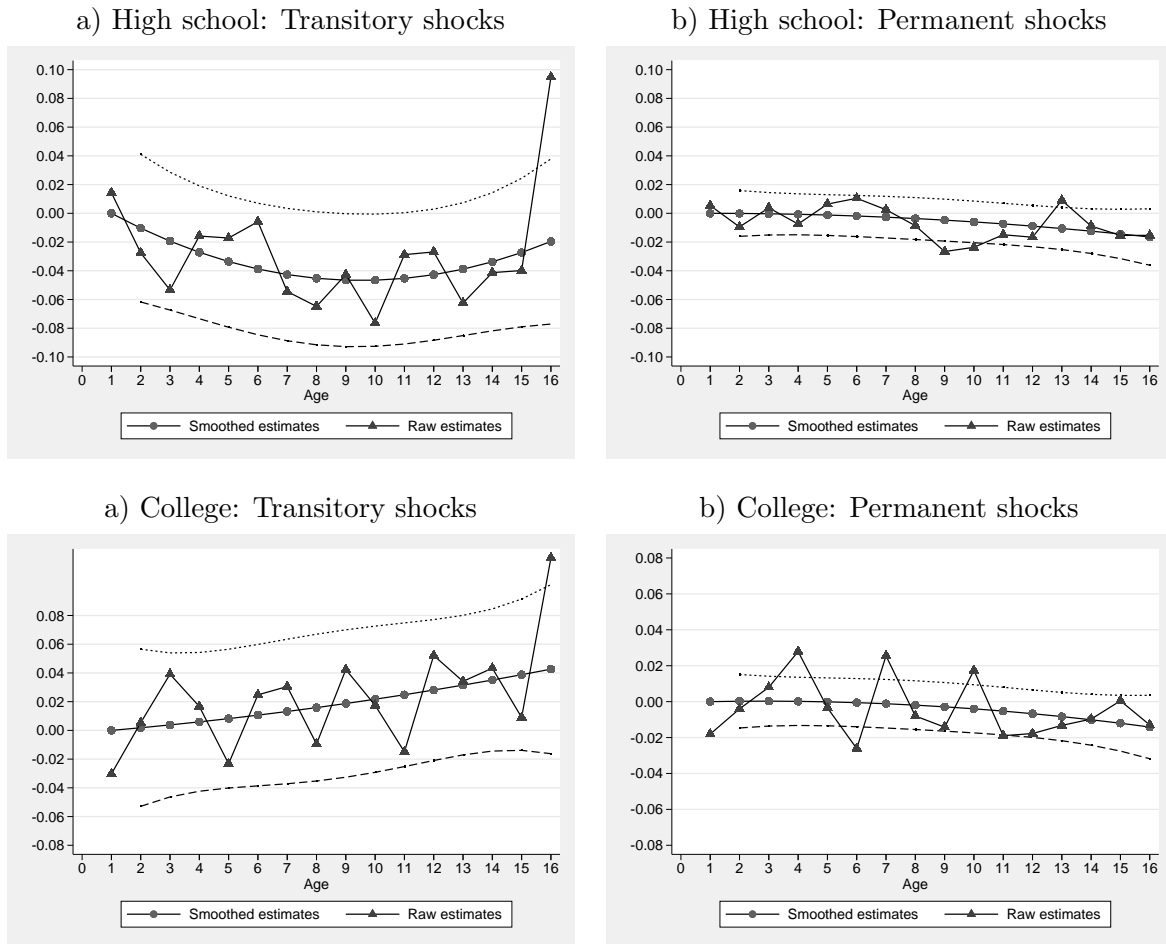 a) High school: Transitory shocks
0.10
0.08
0.06
0.04
0.02
0.00
-0.02
-0.04
-0.06
-0.08
-0.10
0 1 2 3 4 5 6 7 8 9 10 11 12 13 14 15 16
Age
Smoothed estimates Raw estimates
b) High school: Permanent shocks
0.10
0.08
0.06
0.04
0.02
0.00
-0.02
-0.04
-0.06
-0.08
-0.10
0 1 2 3 4 5 6 7 8 9 10 11 12 13 14 15 16
Age
Smoothed estimates Raw estimates
a) College: Transitory shocks
0.08
0.06
0.04
0.02
0.00
-0.02
-0.04
-0.06
-0.08
0 1 2 3 4 5 6 7 8 9 10 11 12 13 14 15 16
Age
Smoothed estimates Raw estimates
b) College: Permanent shocks
0.08
0.06
0.04
0.02
0.00
-0.02
-0.04
-0.06
-0.08
0 1 2 3 4 5 6 7 8 9 10 11 12 13 14 15 16
Age
Smoothed estimates Raw estimates